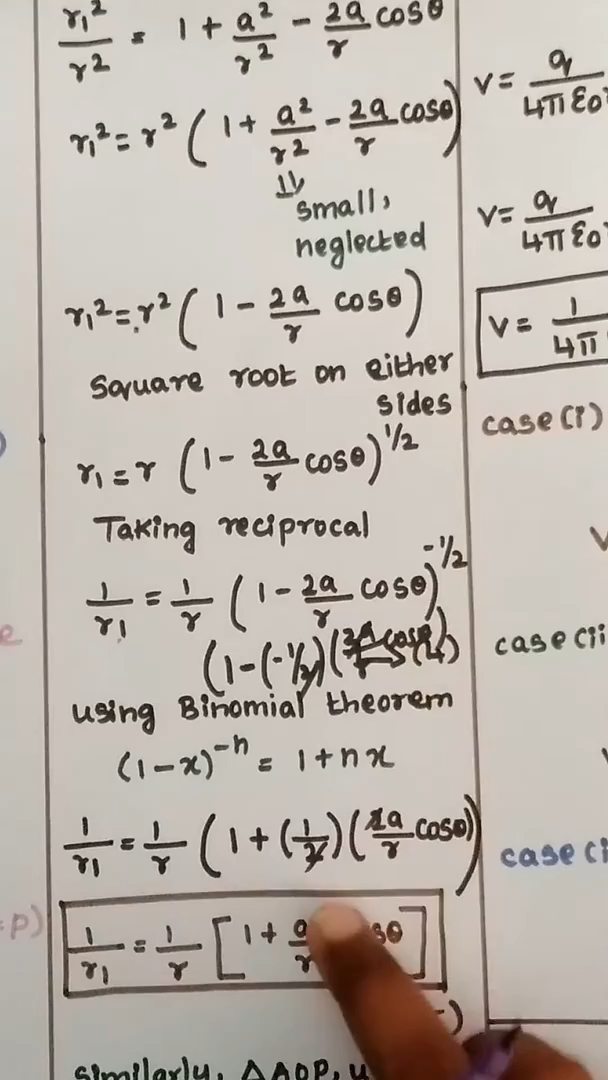 r₁²/r² = 1 + a²/r² - 2a/r cosθ
r₁² = r² ( 1 + a²/r² - 2a/r cosθ)
⇓
small,
neglected
r₁² = r² ( 1 - 2a/r cosθ)
Square root on either
sides
r₁ = r (1 - 2a/r cosθ)^1/2
Taking reciprocal
1/r₁ = 1/r (1 - 2a/r cosθ)^-1/2
(1-(-1/2)(
using Binomial theorem
(1-x)^-n = 1+nx
1/r₁ = 1/r (1 + (1/2)(2a/r cosθ)
1/r₁ = 1/r [1 + a/r θ]
Similarly, ΔAOP,
V = q/4πε₀
V = q/4πε₀
V = 1/4π
case(i)
V
case(ii
case(i
e
=p)